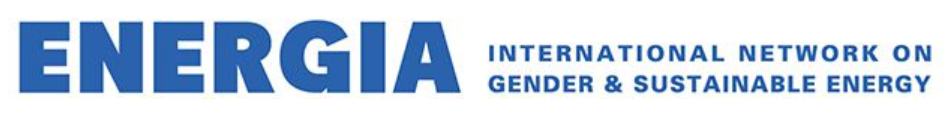 ENERGIA
INTERNATIONAL NETWORK ON
GENDER & SUSTAINABLE ENERGY